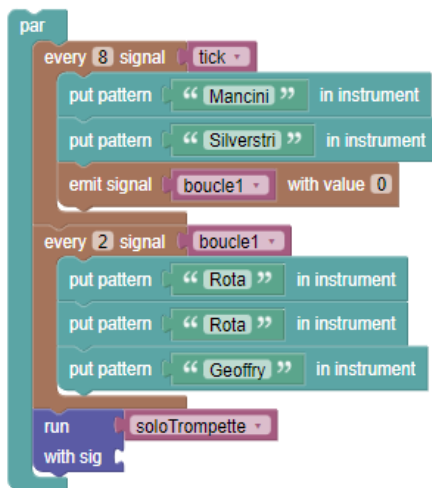 par
every 8 signal tick
put pattern “ Mancini ” in instrument
put pattern “ Silverstri ” in instrument
emit signal boucle1 with value 0
every 2 signal boucle1
put pattern “ Rota ” in instrument
put pattern “ Rota ” in instrument
put pattern “ Geoffry ” in instrument
run soloTrompette
with sig